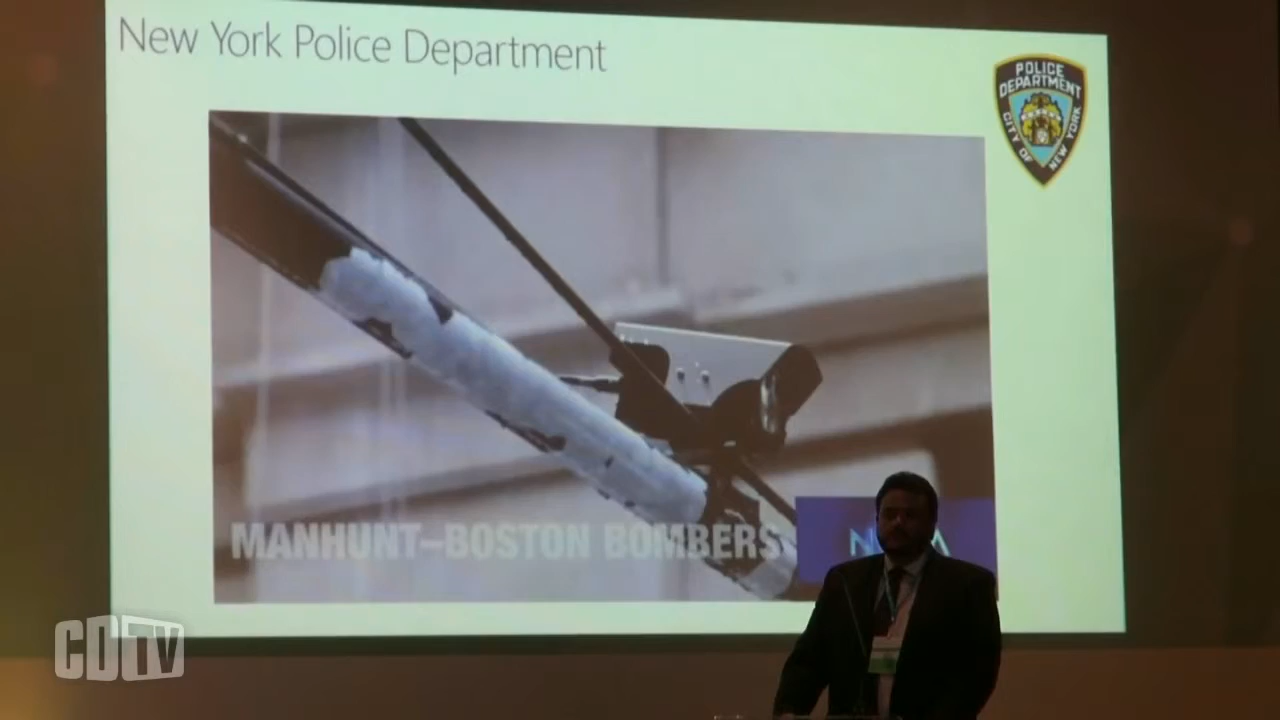 New York Police Department
POLICE
DEPARTMENT
CITY OF
NEW YORK
MANHUNT–BOSTON BOMBERS
CDTV